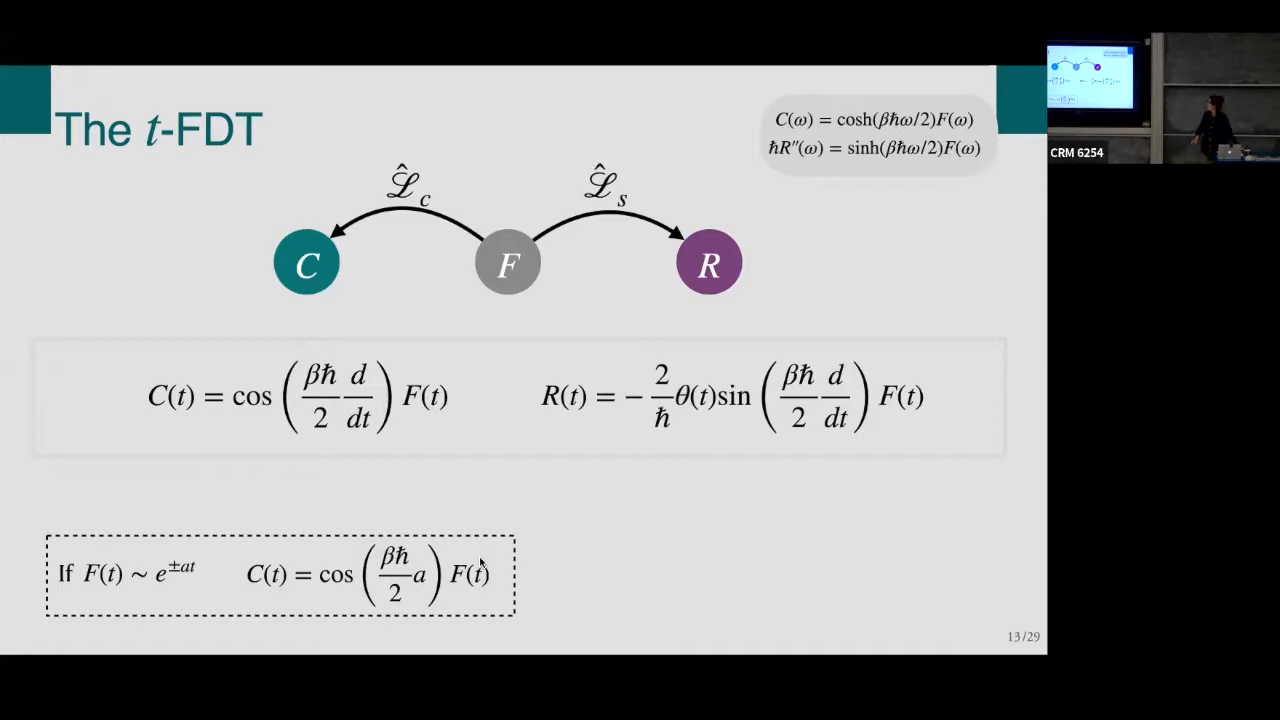 The t-FDT
C(ω) = cosh(βħω/2)F(ω)
ħR″(ω) = sinh(βħω/2)F(ω)
ℒ̂_c
ℒ̂_s
C
F
R
C(t) = cos(βħ/2 d/dt) F(t)
R(t) = − 2/ħ θ(t)sin(βħ/2 d/dt) F(t)
If F(t) ∼ e^{±at} C(t) = cos(βħ/2 a) F(t)
13/29
CRM 6254